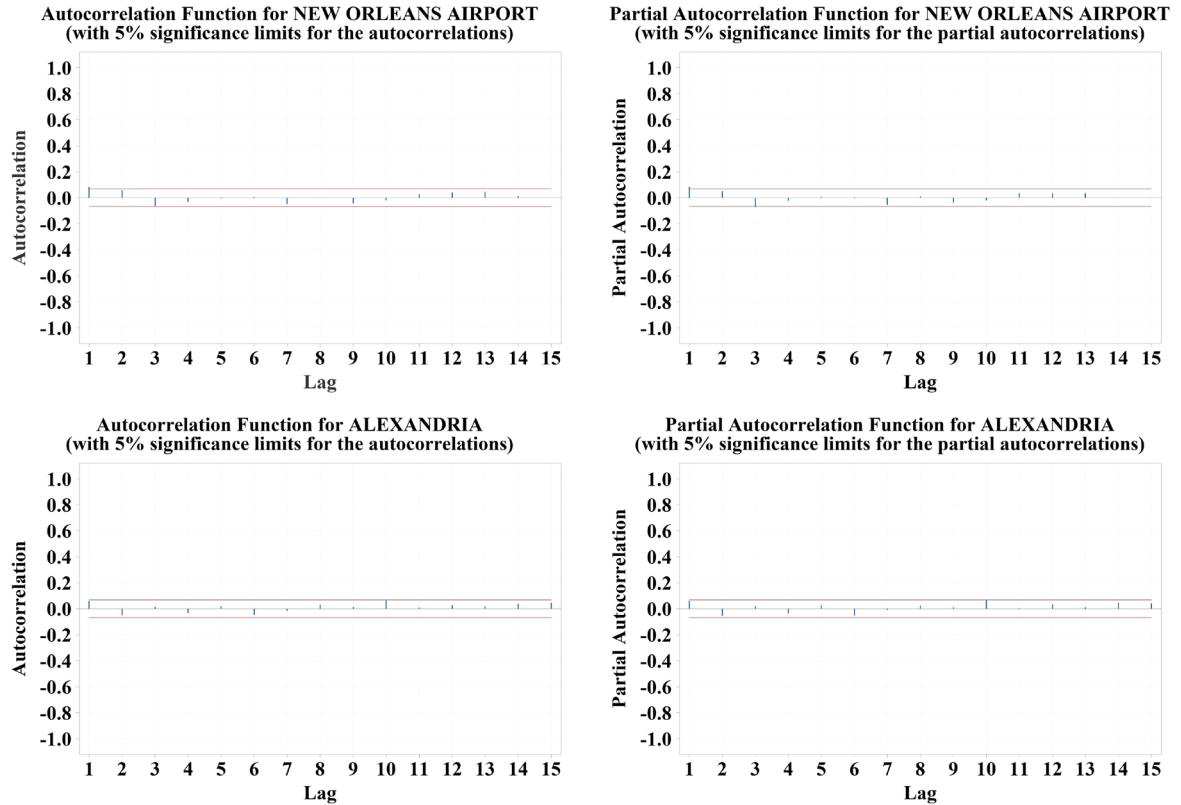 Autocorrelation Function for NEW ORLEANS AIRPORT
(with 5% significance limits for the autocorrelations)
Autocorrelation
1.0
0.8
0.6
0.4
0.2
0.0
-0.2
-0.4
-0.6
-0.8
-1.0
1 2 3 4 5 6 7 8 9 10 11 12 13 14 15
Lag
Partial Autocorrelation Function for NEW ORLEANS AIRPORT
(with 5% significance limits for the partial autocorrelations)
Partial Autocorrelation
1.0
0.8
0.6
0.4
0.2
0.0
-0.2
-0.4
-0.6
-0.8
-1.0
1 2 3 4 5 6 7 8 9 10 11 12 13 14 15
Lag
Autocorrelation Function for ALEXANDRIA
(with 5% significance limits for the autocorrelations)
Autocorrelation
1.0
0.8
0.6
0.4
0.2
0.0
-0.2
-0.4
-0.6
-0.8
-1.0
1 2 3 4 5 6 7 8 9 10 11 12 13 14 15
Lag
Partial Autocorrelation Function for ALEXANDRIA
(with 5% significance limits for the partial autocorrelations)
Partial Autocorrelation
1.0
0.8
0.6
0.4
0.2
0.0
-0.2
-0.4
-0.6
-0.8
-1.0
1 2 3 4 5 6 7 8 9 10 11 12 13 14 15
Lag